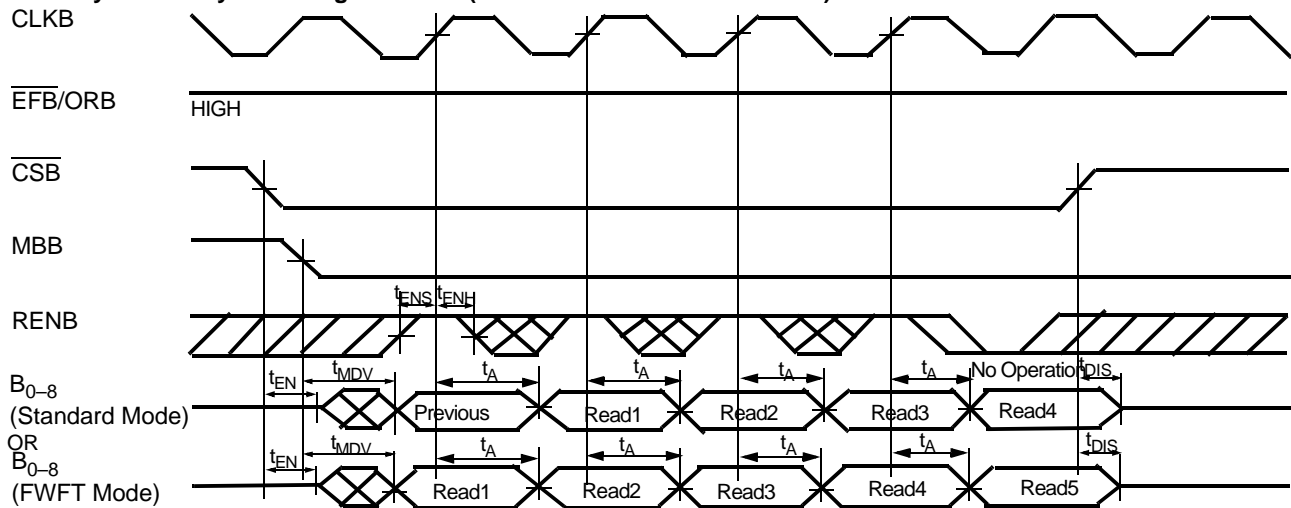 CLKB
EFB/ORB
HIGH
CSB
MBB
tENS tENH
RENB
No Operation
tEN tMDV tA tA tA tA tDIS
B0–8
(Standard Mode)
Previous Read1 Read2 Read3 Read4
OR
tEN tMDV tA tA tA tA tDIS
B0–8
(FWFT Mode)
Read1 Read2 Read3 Read4 Read5